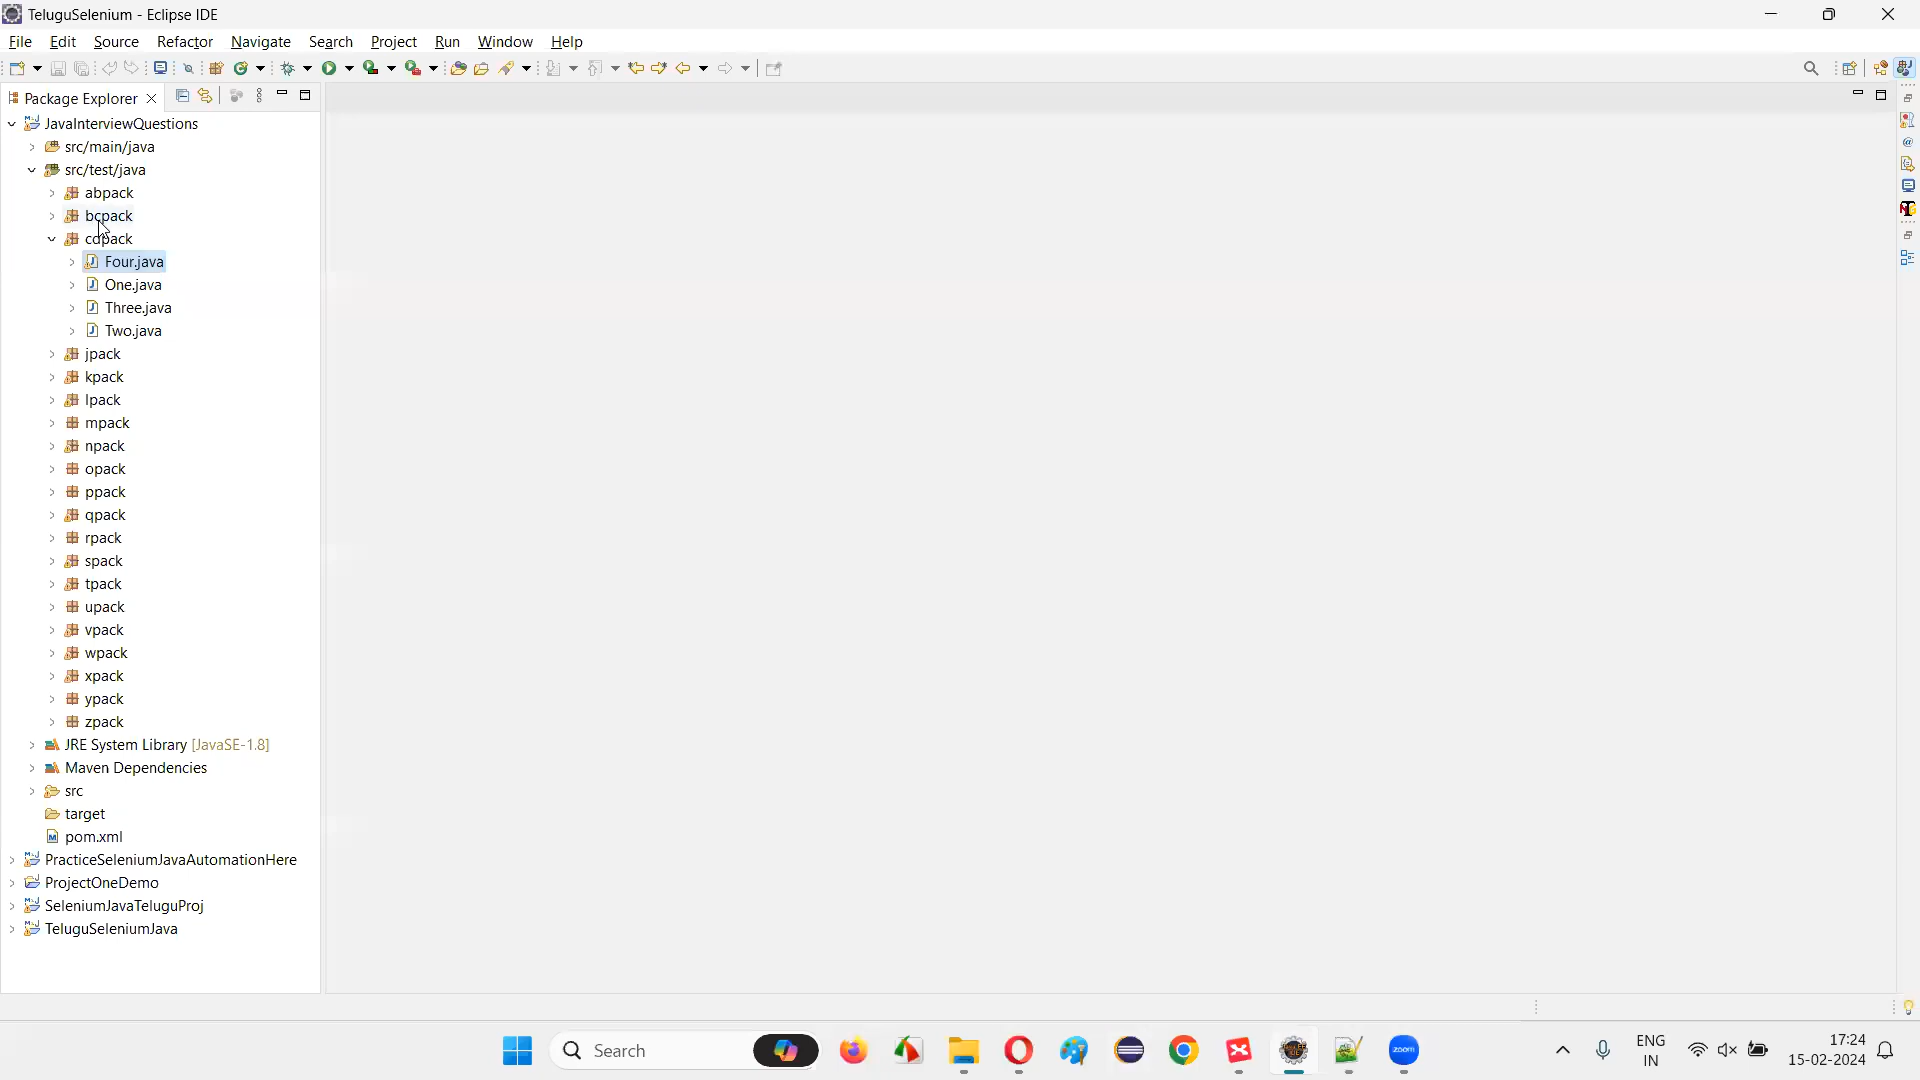 TeluguSelenium - Eclipse IDE
File Edit Source Refactor Navigate Search Project Run Window Help
Package Explorer
JavaInterviewQuestions
src/main/java
src/test/java
abpack
bcpack
cdpack
Four.java
One.java
Three.java
Two.java
jpack
kpack
lpack
mpack
npack
opack
ppack
qpack
rpack
spack
tpack
upack
vpack
wpack
xpack
ypack
zpack
JRE System Library [JavaSE-1.8]
Maven Dependencies
src
target
pom.xml
PracticeSeleniumJavaAutomationHere
ProjectOneDemo
SeleniumJavaTeluguProj
TeluguSeleniumJava
Search
zoom
ENG
IN
17:24
15-02-2024